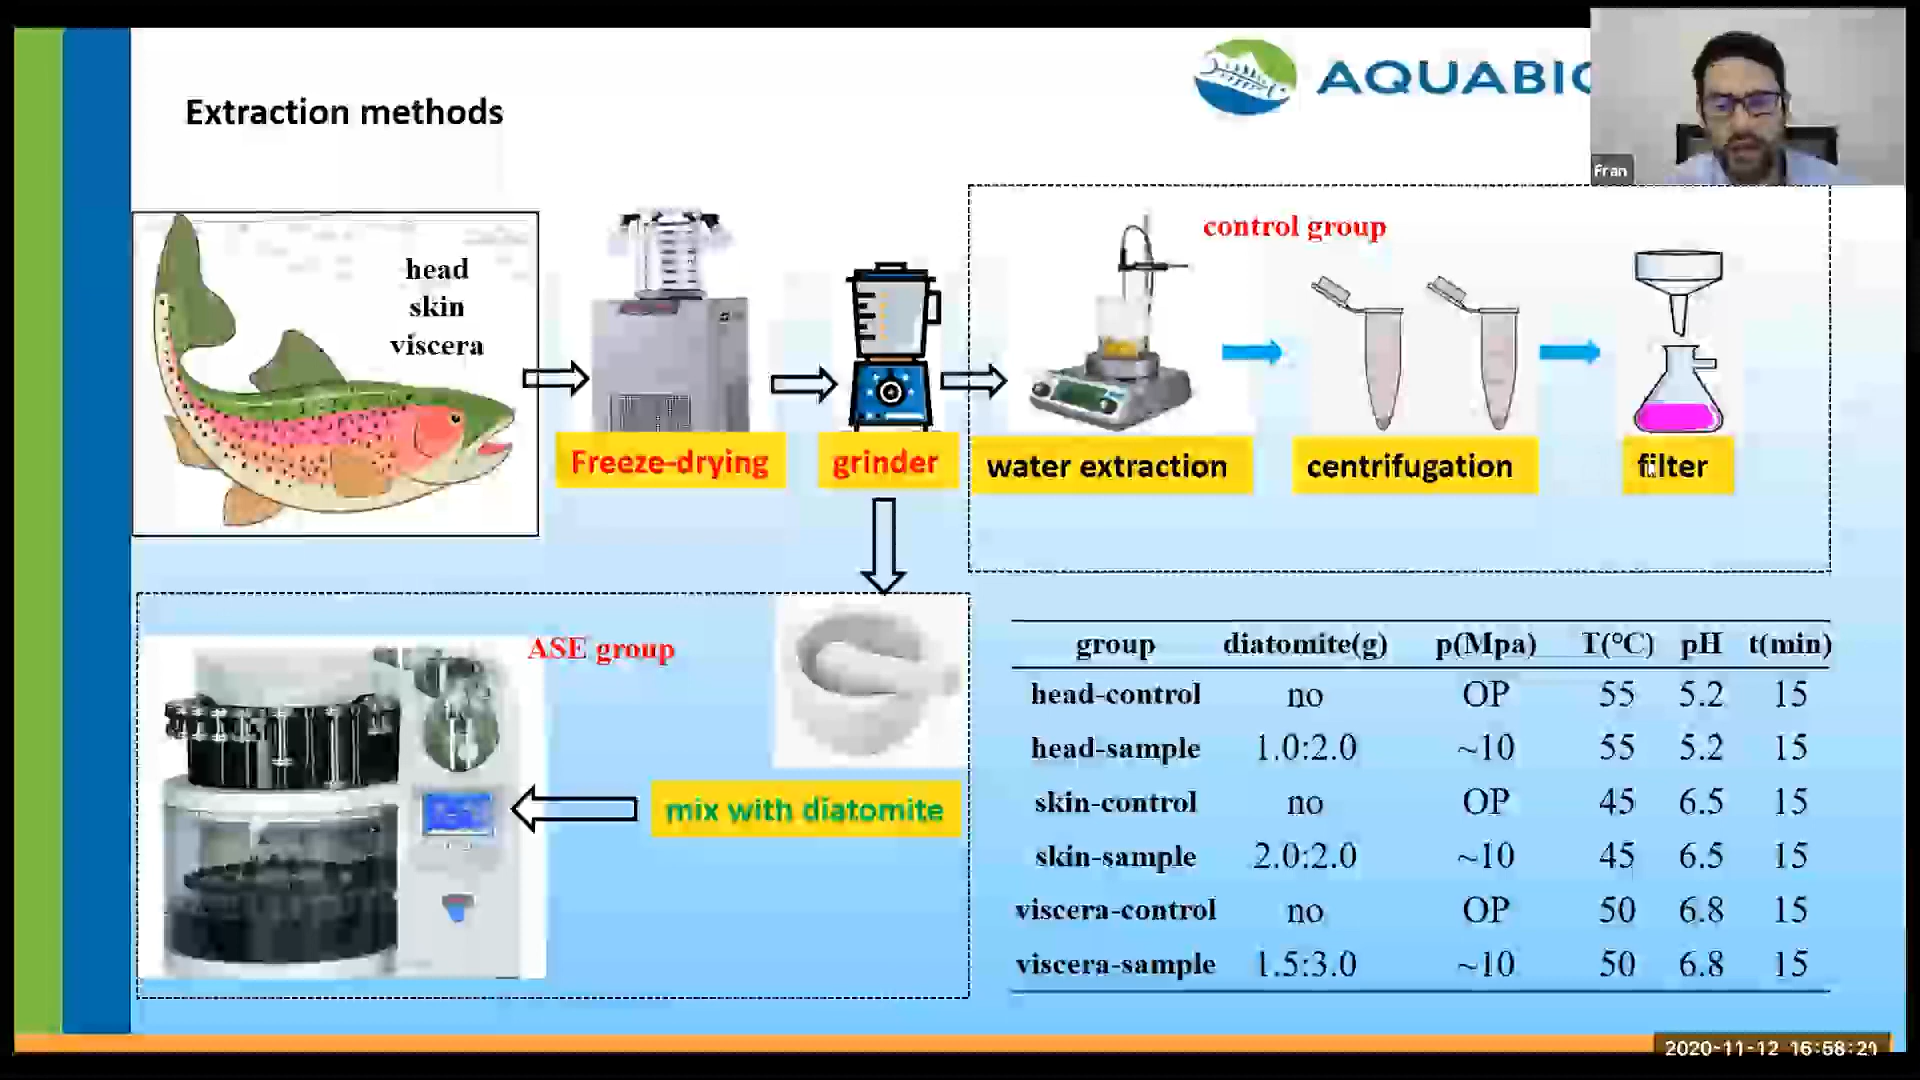 AQUABIO
Fran
Extraction methods
head
skin
viscera
control group
Freeze-drying
grinder
water extraction
centrifugation
filter
ASE group
mix with diatomite
group diatomite(g) p(Mpa) T(°C) pH t(min)
head-control no OP 55 5.2 15
head-sample 1.0:2.0 ~10 55 5.2 15
skin-control no OP 45 6.5 15
skin-sample 2.0:2.0 ~10 45 6.5 15
viscera-control no OP 50 6.8 15
viscera-sample 1.5:3.0 ~10 50 6.8 15
2020-11-12 16:58:20